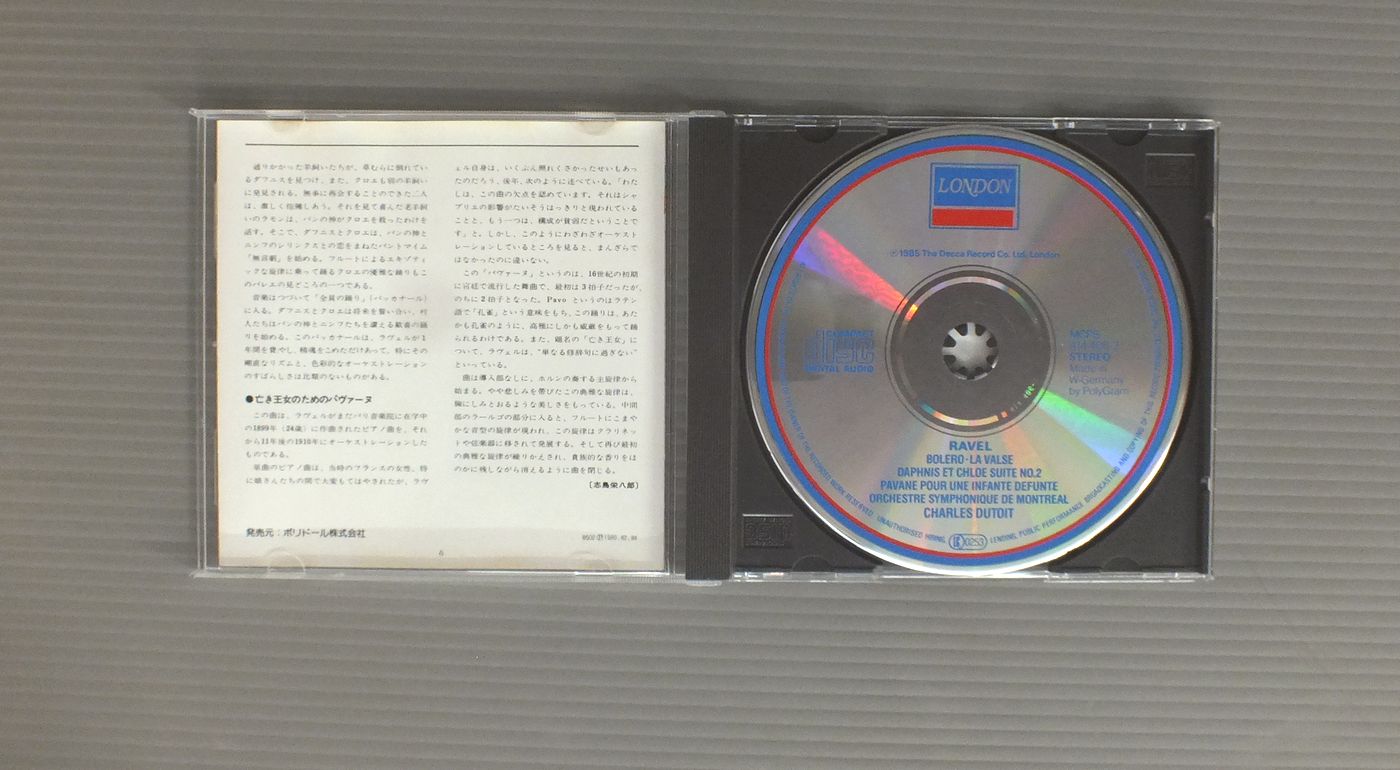 通りかかった羊飼いたちが、草むらに倒れてい
るダフニスを見つけ、また、クロエも別の羊飼い
に発見される。無事に再会することのできた二人
は、激しく抱擁しあう。それを見て喜んだ老羊飼
いのラモンは、パンの神がクロエを救ったわけを
話す。そこで、ダフニスとクロエは、パンの神と
ニンフのシリンクスとの恋をまねたパントマイム
「無言劇」を始める。フルートによるエキゾティ
ックな旋律に乗って踊るクロエの優雅な踊りもこ
のバレエの見どころの一つである。
音楽はつづいて「全員の踊り」(バッカナール)
に入る。ダフニスとクロエは将来を誓い合い、村
人たちはパンの神とニンフたちを讃える歓喜の踊
りを始める。このバッカナールは、ラヴェルが1
年間を費やし、精魂をこめただけあって、特にその
剛直なリズムと、色彩的なオーケストレーション
のすばらしさは比類のないものがある。
●亡き王女のためのパヴァーヌ
この曲は、ラヴェルがまだパリ音楽院に在学中
の1899年(24歳)に作曲されたピアノ曲を、それ
から11年後の1910年にオーケストレーションした
ものである。
原曲のピアノ曲は、当時のフランスの女性、特
に娘さんたちの間で大変もてはやされたが、ラヴ
ェル自身は、いくぶん照れくさかったせいもあっ
たのだろう、後年、次のように述べている。「わた
しは、この曲の欠点を認めています。それはシャ
ブリエの影響がたいそうはっきりと現われている
ことと、もう一つは、構成が貧弱だということで
す」と。しかし、このようにわざわざオーケスト
レーションしているところを見ると、まんざらで
はなかったのに違いない。
この「パヴァーヌ」というのは、16世紀の初期
に宮廷で流行した舞曲で、最初は3拍子だったが、
のちに2拍子となった。Pavo というのはラテン
語で「孔雀」という意味をもち、この踊りは、あた
かも孔雀のように、高雅にしかも威厳をもって踊
られるわけである。また、題名の「亡き王女」に
ついて、ラヴェルは、"単なる修辞句に過ぎない"
といっている。
曲は導入部なしに、ホルンの奏する主旋律から
始まる。やや悲しみを帯びたこの典雅な旋律は、
胸にしみとおるような美しさをもっている。中間
部のラールゴの部分に入ると、フルートにこまや
かな音型の旋律が現われ、この旋律はクラリネッ
トや弦楽器に移されて発展する。そして再び最初
の典雅な旋律が繰りかえされ、貴族的な香りをほ
のかに残しながら消えるように曲を閉じる。
〔志鳥栄八郎〕
発売元:ポリドール株式会社
6
LONDON
Ⓟ1985 The Decca Record Co. Ltd. London
COMPACT
disc
DIGITAL AUDIO
STEREO
Made in
W-Germany
by PolyGram
RAVEL
BOLERO·LA VALSE
DAPHNIS ET CHLOE SUITE NO.2
PAVANE POUR UNE INFANTE DEFUNTE
ORCHESTRE SYMPHONIQUE DE MONTREAL
CHARLES DUTOIT
OF THE RECORDED WORK RESERVED UNAUTHORISED HIRING, LENDING, PUBLIC PERFORMANCE, BROADCASTING AND COPYING OF THIS RECORD
0253